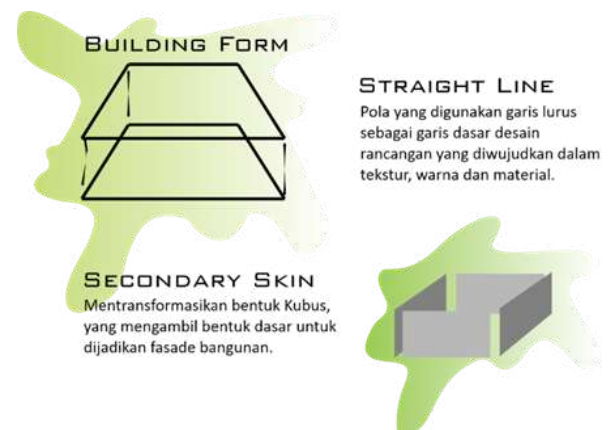 BUILDING FORM
STRAIGHT LINE
Pola yang digunakan garis lurus
sebagai garis dasar desain
rancangan yang diwujudkan dalam
tekstur, warna dan material.
SECONDARY SKIN
Mentransformasikan bentuk Kubus,
yang mengambil bentuk dasar untuk
dijadikan fasade bangunan.